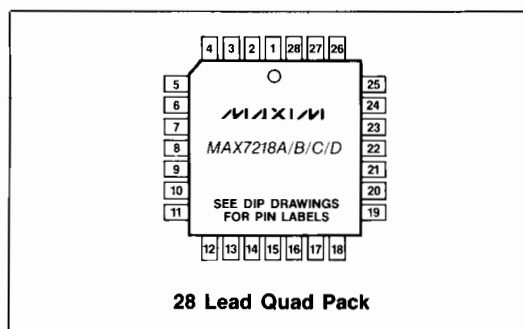 4 3 2 1 28 27 26
5 25
6 24
MAXIM
7 23
8 MAX7218A/B/C/D 22
9 21
10 20
SEE DIP DRAWINGS
11 FOR PIN LABELS 19
12 13 14 15 16 17 18
28 Lead Quad Pack